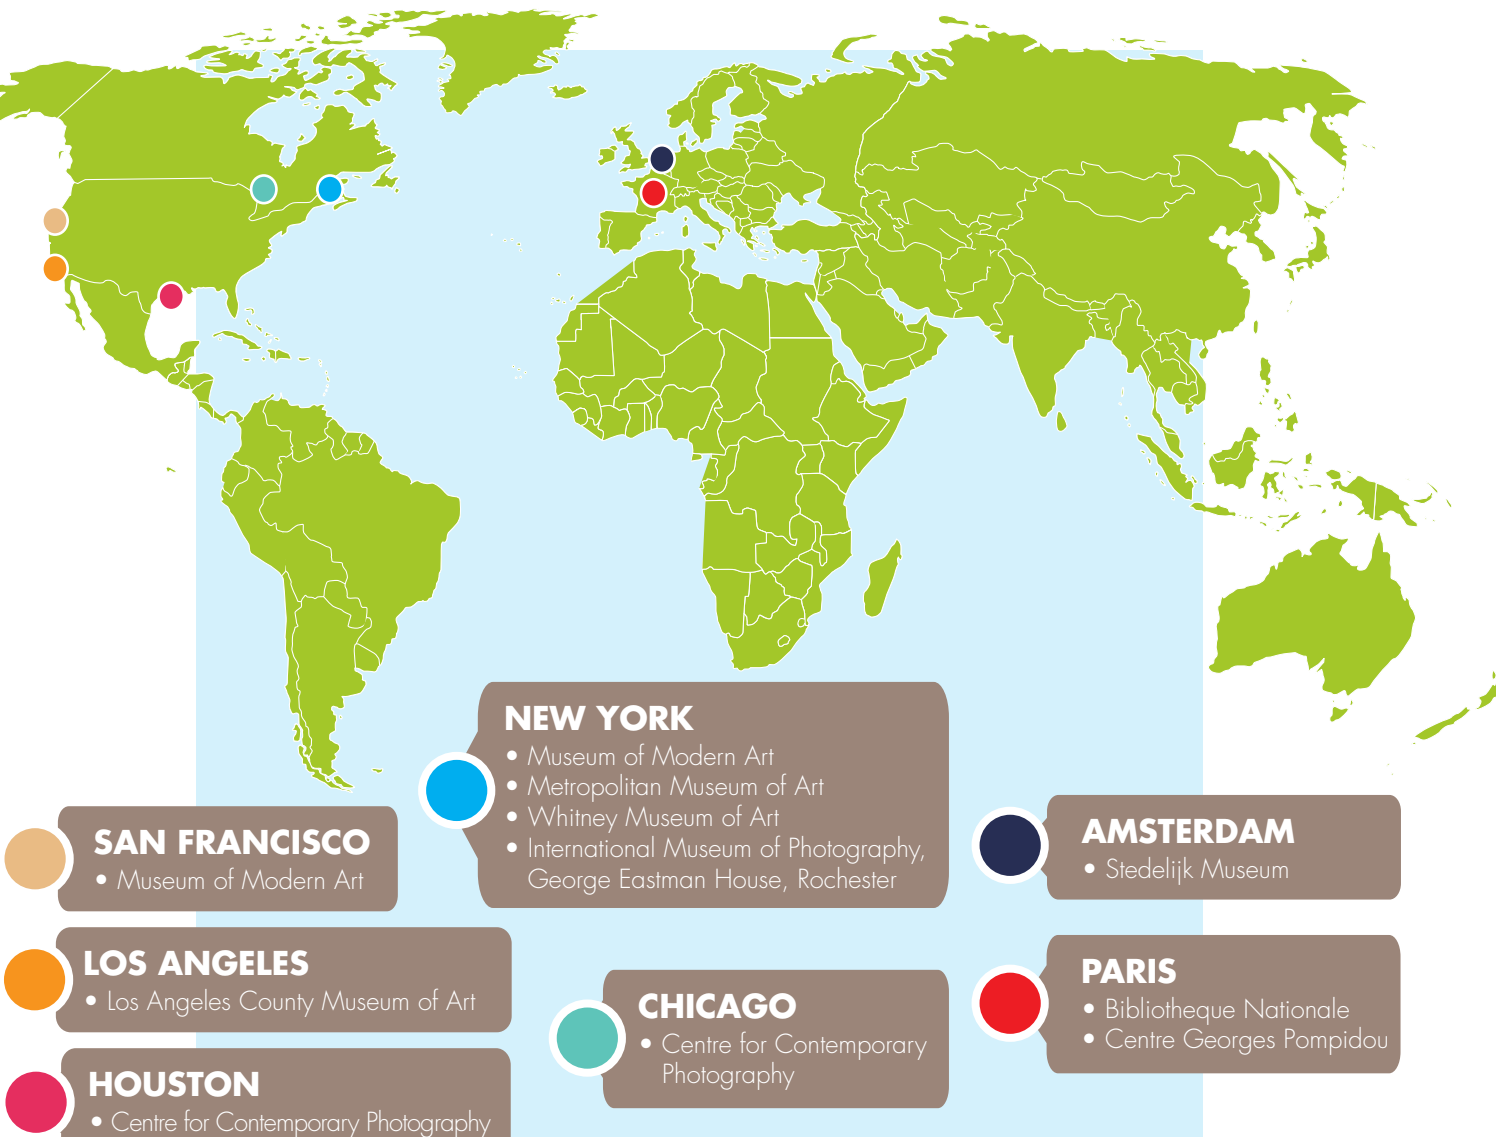 NEW YORK
• Museum of Modern Art
• Metropolitan Museum of Art
• Whitney Museum of Art
• International Museum of Photography,
George Eastman House, Rochester
SAN FRANCISCO
• Museum of Modern Art
AMSTERDAM
• Stedelijk Museum
LOS ANGELES
• Los Angeles County Museum of Art
CHICAGO
• Centre for Contemporary
Photography
PARIS
• Bibliotheque Nationale
• Centre Georges Pompidou
HOUSTON
• Centre for Contemporary Photography